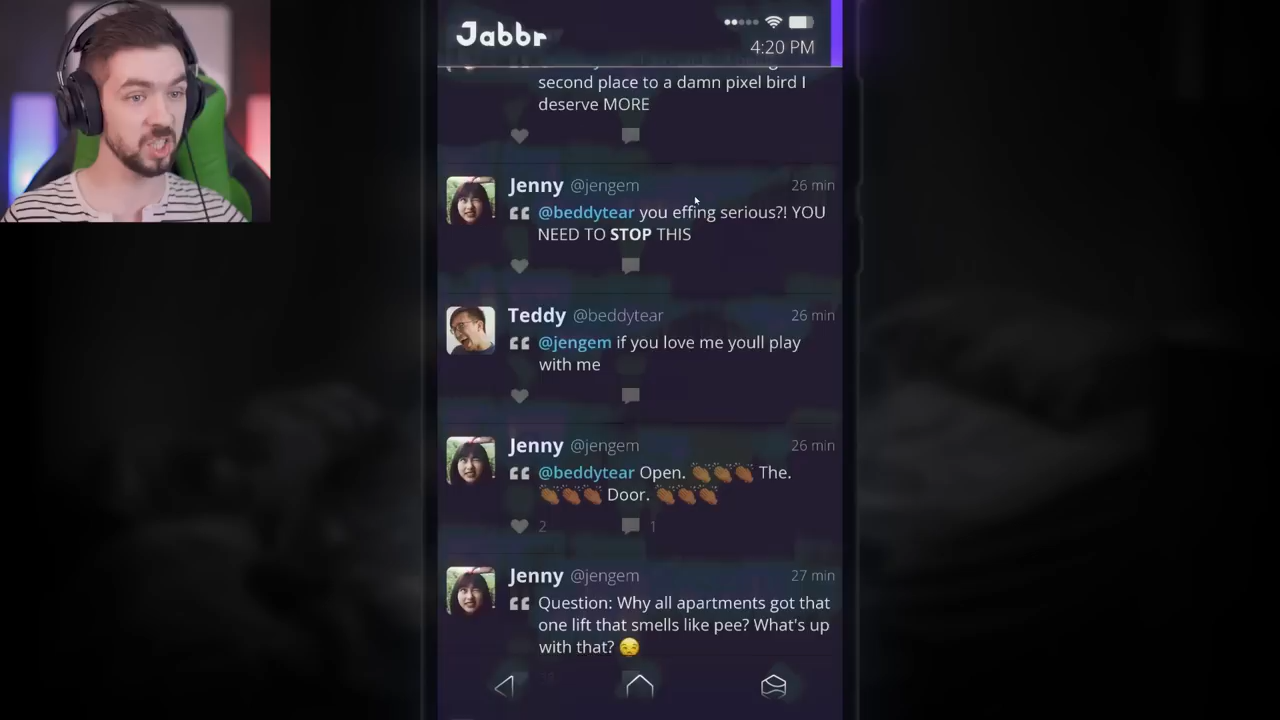 Jabbr
4:20 PM
second place to a damn pixel bird I
deserve MORE
Jenny @jengem 26 min
@beddytear you effing serious?! YOU
NEED TO STOP THIS
Teddy @beddytear 26 min
@jengem if you love me youll play
with me
Jenny @jengem 26 min
@beddytear Open. 👏👏👏 The.
👏👏👏 Door. 👏👏👏
2 1
Jenny @jengem 27 min
Question: Why all apartments got that
one lift that smells like pee? What's up
with that? 😒